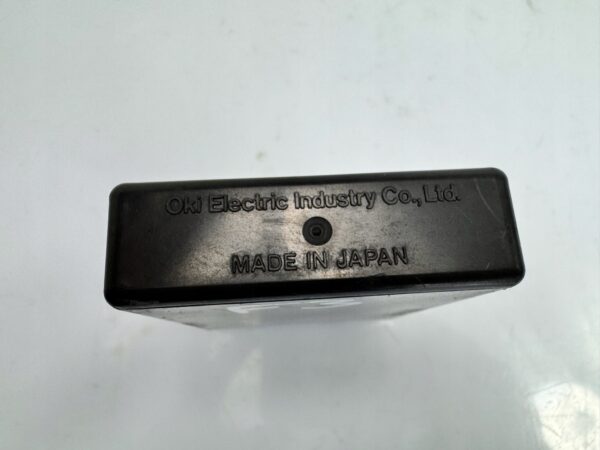 Oki Electric Industry Co., Ltd.
MADE IN JAPAN